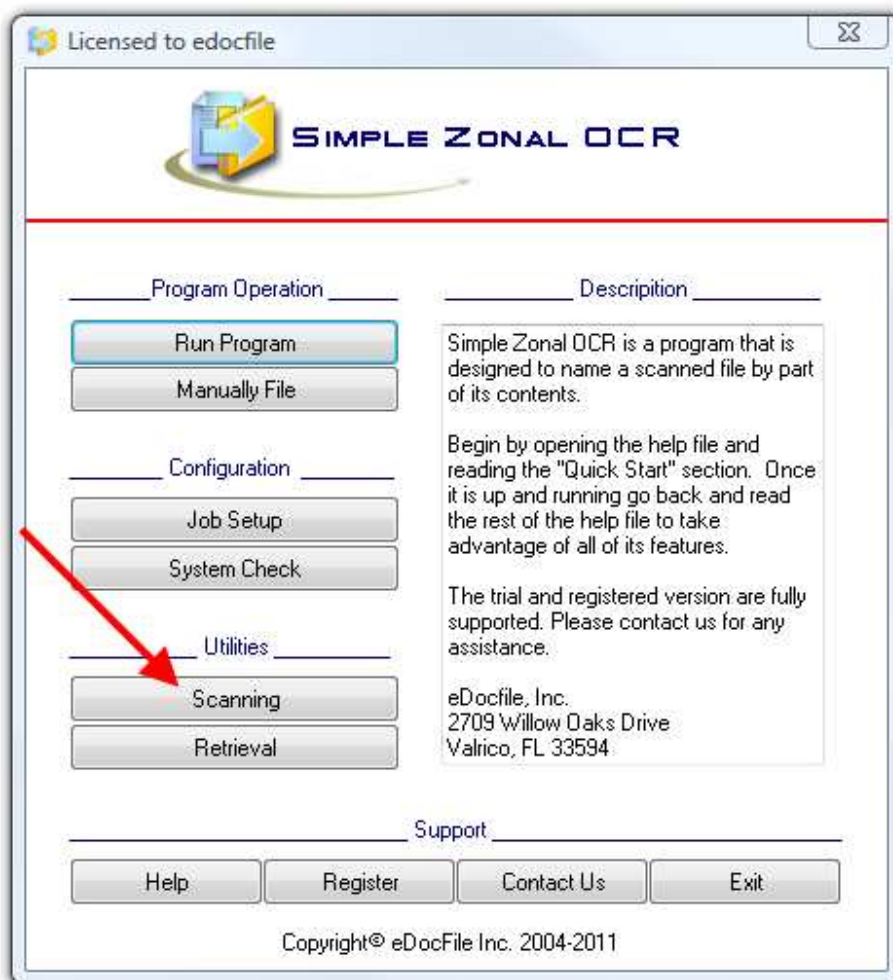 Licensed to edocfile
SIMPLE ZONAL OCR
Program Operation
Run Program
Manually File
Configuration
Job Setup
System Check
Utilities
Scanning
Retrieval
Descripition
Simple Zonal OCR is a program that is
designed to name a scanned file by part
of its contents.
Begin by opening the help file and
reading the "Quick Start" section.  Once
it is up and running go back and read
the rest of the help file to take
advantage of all of its features.
The trial and registered version are fully
supported. Please contact us for any
assistance.
eDocfile, Inc.
2709 Willow Oaks Drive
Valrico, FL 33594
Support
Help
Register
Contact Us
Exit
Copyright© eDocFile Inc. 2004-2011